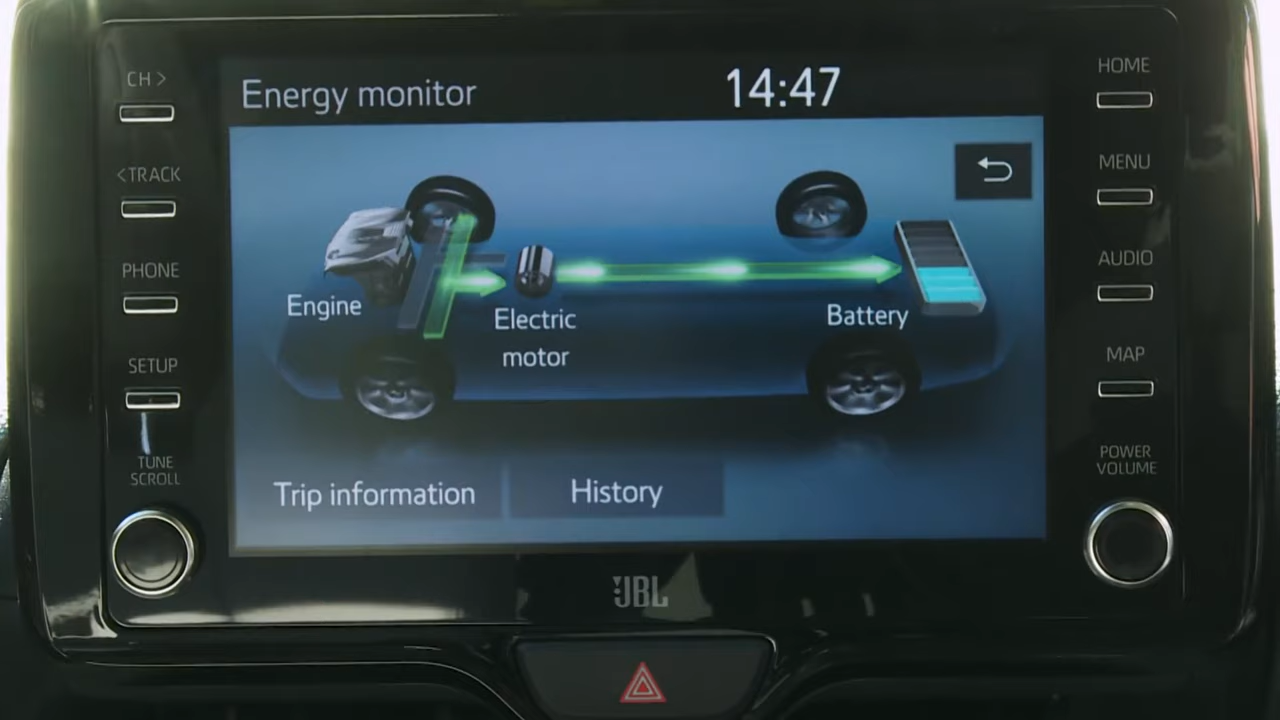 CH >
<TRACK
PHONE
SETUP
TUNE
SCROLL
Energy monitor
14:47
Engine
Electric
motor
Battery
Trip information
History
HOME
MENU
AUDIO
MAP
POWER
VOLUME
JBL